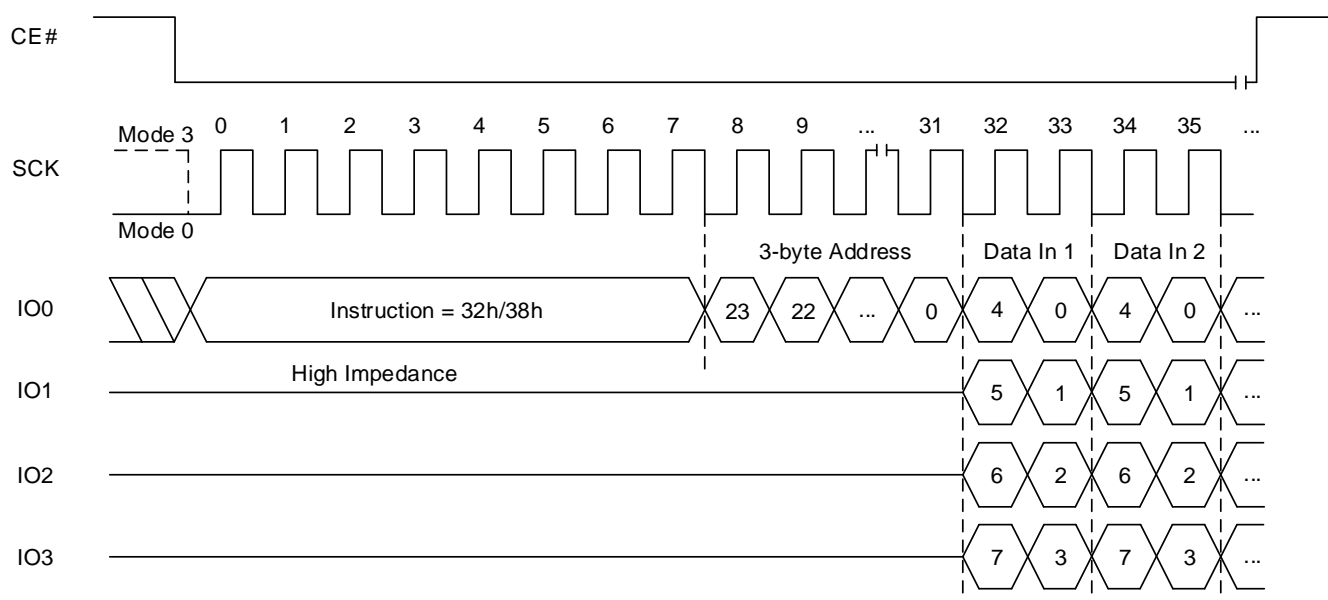 CE#
Mode 3 0 1 2 3 4 5 6 7 8 9 ... 31 32 33 34 35 ...
SCK
Mode 0
3-byte Address Data In 1 Data In 2
IO0 Instruction = 32h/38h 23 22 ... 0 4 0 4 0 ...
High Impedance
IO1 5 1 5 1 ...
IO2 6 2 6 2 ...
IO3 7 3 7 3 ...